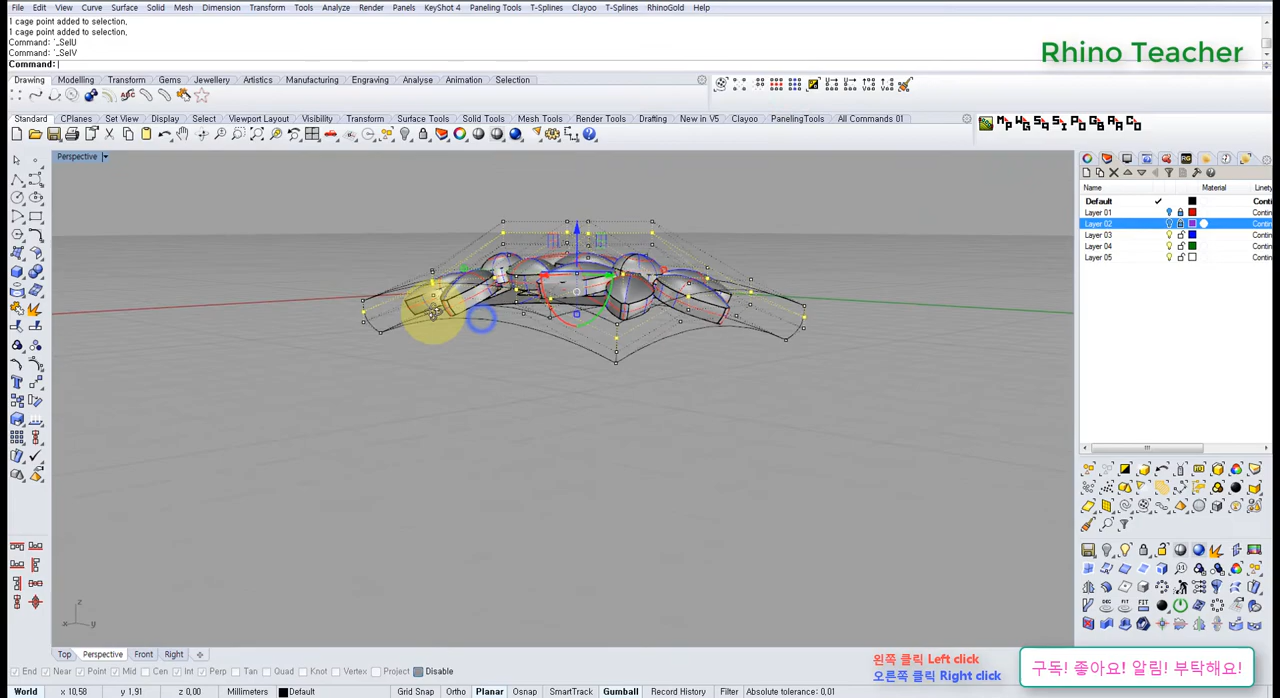 File Edit View Curve Surface Solid Mesh Dimension Transform Tools Analyze Render Panels KeyShot 4 Paneling Tools T-Splines Clayoo T-Splines RhinoGold Help
1 cage point added to selection,
1 cage point added to selection,
Command: '_SelU
Command: '_SelV
Command:
Rhino Teacher
Drawing Modelling Transform Gems Jewellery Artistics Manufacturing Engraving Analyse Animation Selection
Standard CPlanes Set View Display Select Viewport Layout Visibility Transform Surface Tools Solid Tools Mesh Tools Render Tools Drafting New in V5 Clayoo PanelingTools All Commands 01
Perspective
Name Material Linety
Default Conti
Layer 01 Contin
Layer 02 Contin
Layer 03 Contin
Layer 04 Contin
Layer 05 Contin
z
x y
Top Perspective Front Right
End Near Point Mid Cen Int Perp Tan Quad Knot Vertex Project Disable
왼쪽 클릭 Left click
오른쪽 클릭 Right click
구독! 좋아요! 알림! 부탁해요!
World x 10,58 y 1,91 z 0,00 Millimeters Default Grid Snap Ortho Planar Osnap SmartTrack Gumball Record History Filter Absolute tolerance: 0,01